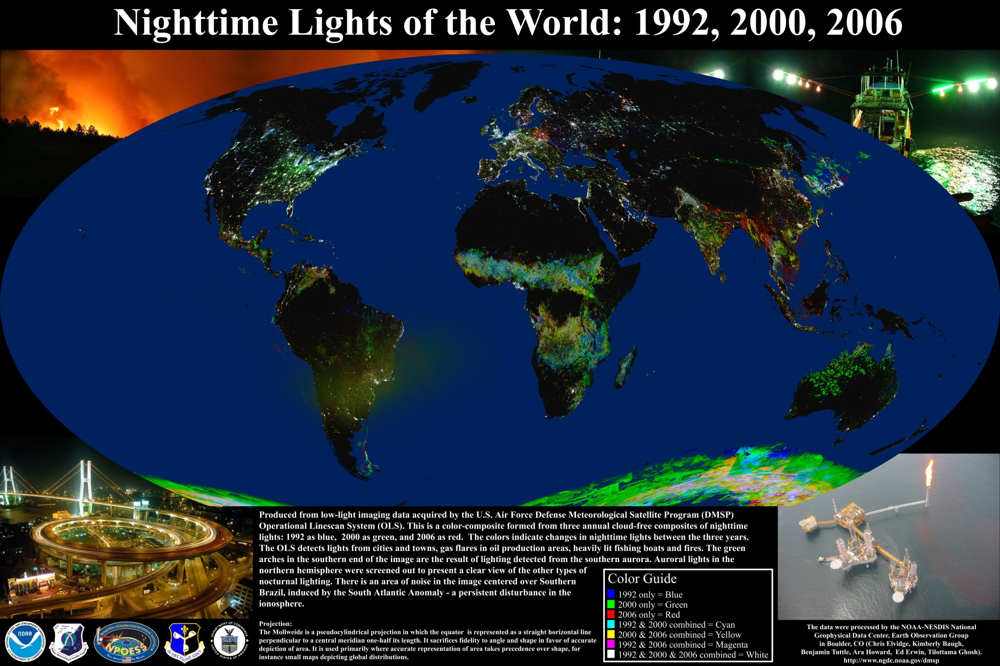 Nighttime Lights of the World: 1992, 2000, 2006
Produced from low-light imaging data acquired by the U.S. Air Force Defense Meteorological Satellite Program (DMSP)
Operational Linescan System (OLS). This is a color-composite formed from three annual cloud-free composites of nighttime
lights: 1992 as blue, 2000 as green, and 2006 as red. The colors indicate changes in nighttime lights between the three years.
The OLS detects lights from cities and towns, gas flares in oil production areas, heavily lit fishing boats and fires. The green
arches in the southern end of the image are the result of lighting detected from the southern aurora. Auroral lights in the
northern hemisphere were screened out to present a clear view of the other types of
nocturnal lighting. There is an area of noise in the image centered over Southern
Brazil, induced by the South Atlantic Anomaly - a persistent disturbance in the
ionosphere.
Projection:
The Mollweide is a pseudocylindrical projection in which the equator is represented as a straight horizontal line
perpendicular to a central meridian one-half its length. It sacrifices fidelity to angle and shape in favor of accurate
depiction of area. It is used primarily where accurate representation of area takes precedence over shape, for
instance small maps depicting global distributions.
Color Guide
1992 only = Blue
2000 only = Green
2006 only = Red
1992 & 2000 combined = Cyan
2000 & 2006 combined = Yellow
1992 & 2006 combined = Magenta
1992 & 2000 & 2006 combined = White
The data were processed by the NOAA-NESDIS National
Geophysical Data Center, Earth Observation Group
in Boulder, CO (Chris Elvidge, Kimberly Baugh,
Benjamin Tuttle, Ara Howard, Ed Erwin, Tilottama Ghosh).
http://www.ngdc.noaa.gov/dmsp
NOAA
NPOESS
AIR FORCE WEATHER AGENCY
DEPARTMENT OF COMMERCE
UNITED STATES OF AMERICA